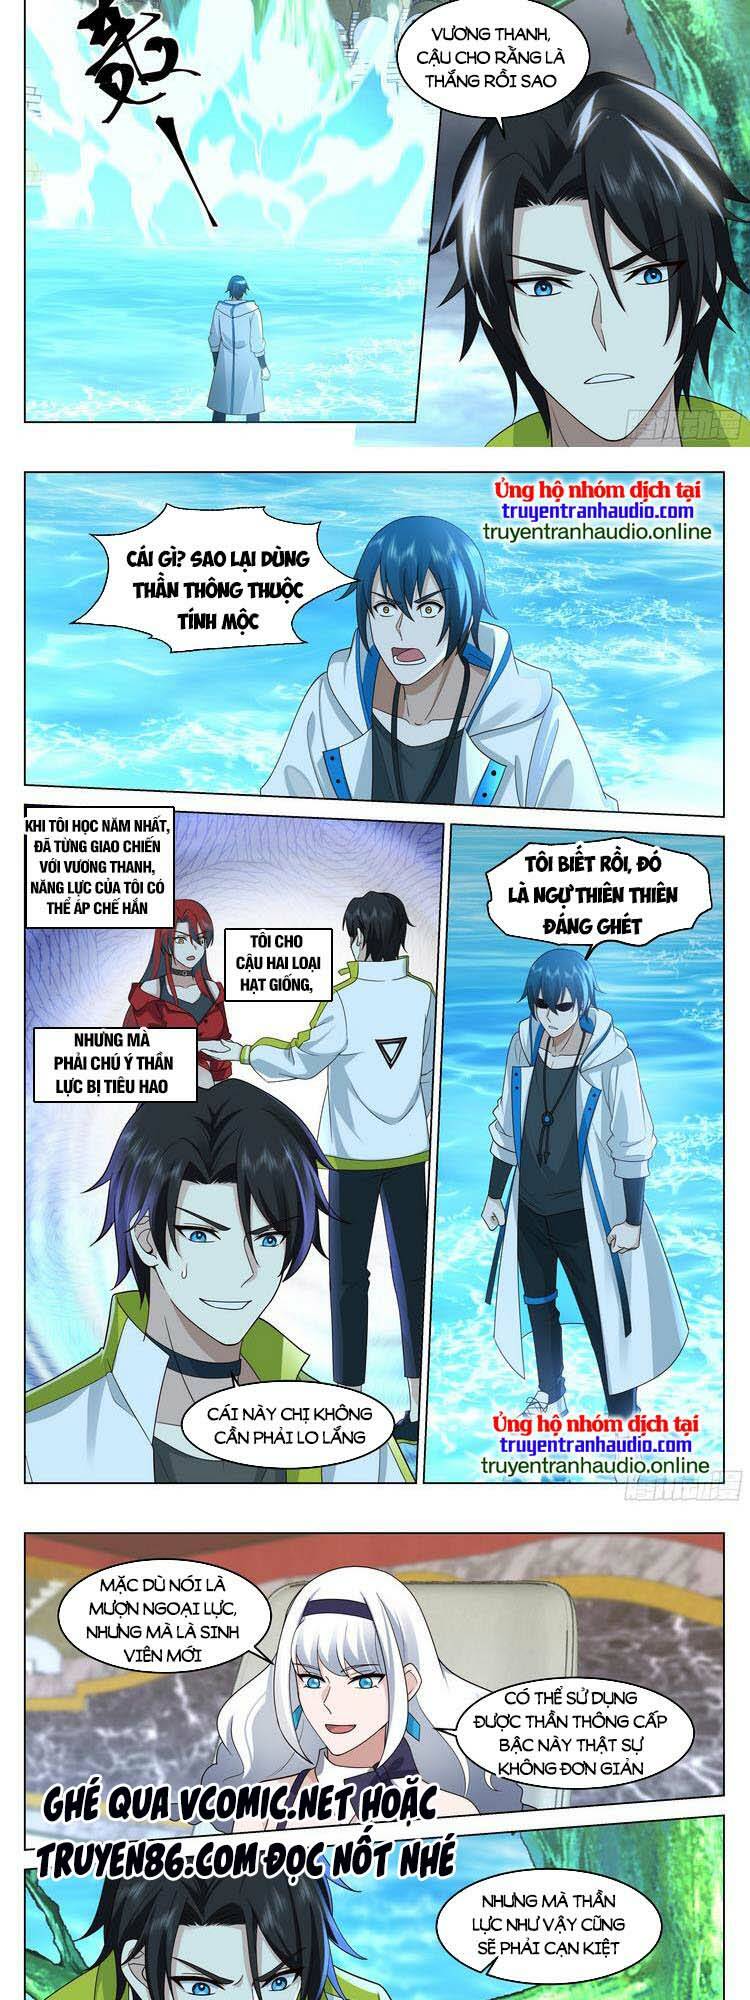 VƯƠNG THANH,
CẬU CHO RẰNG LÀ
THẮNG RỒI SAO
Ủng hộ nhóm dịch tại
truyentranhaudio.com
truyentranhaudio.online
CÁI GÌ? SAO LẠI DÙNG
THẦN THÔNG THUỘC
TÍNH MỘC
KHI TÔI HỌC NĂM NHẤT,
ĐÃ TỪNG GIAO CHIẾN
VỚI VƯƠNG THANH,
NĂNG LỰC CỦA TÔI CÓ
THỂ ÁP CHẾ HẮN
TÔI CHO
CẬU HAI LOẠI
HẠT GIỐNG,
NHƯNG MÀ
PHẢI CHÚ Ý THẦN
LỰC BỊ TIÊU HAO
TÔI BIẾT RỒI, ĐÓ
LÀ NGỰ THIÊN THIÊN
ĐÁNG GHÉT
CÁI NÀY CHỊ KHÔNG
CẦN PHẢI LO LẮNG
Ủng hộ nhóm dịch tại
truyentranhaudio.com
truyentranhaudio.online
MẶC DÙ NÓI LÀ
MƯỢN NGOẠI LỰC,
NHƯNG MÀ LÀ SINH
VIÊN MỚI
CÓ THỂ SỬ DỤNG
ĐƯỢC THẦN THÔNG CẤP
BẬC NÀY THẬT SỰ
KHÔNG ĐƠN GIẢN
GHÉ QUA VCOMIC.NET HOẶC
TRUYEN86.COM ĐỌC NỐT NHÉ
NHƯNG MÀ THẦN
LỰC NHƯ VẬY CŨNG
SẼ PHẢI CẠN KIỆT